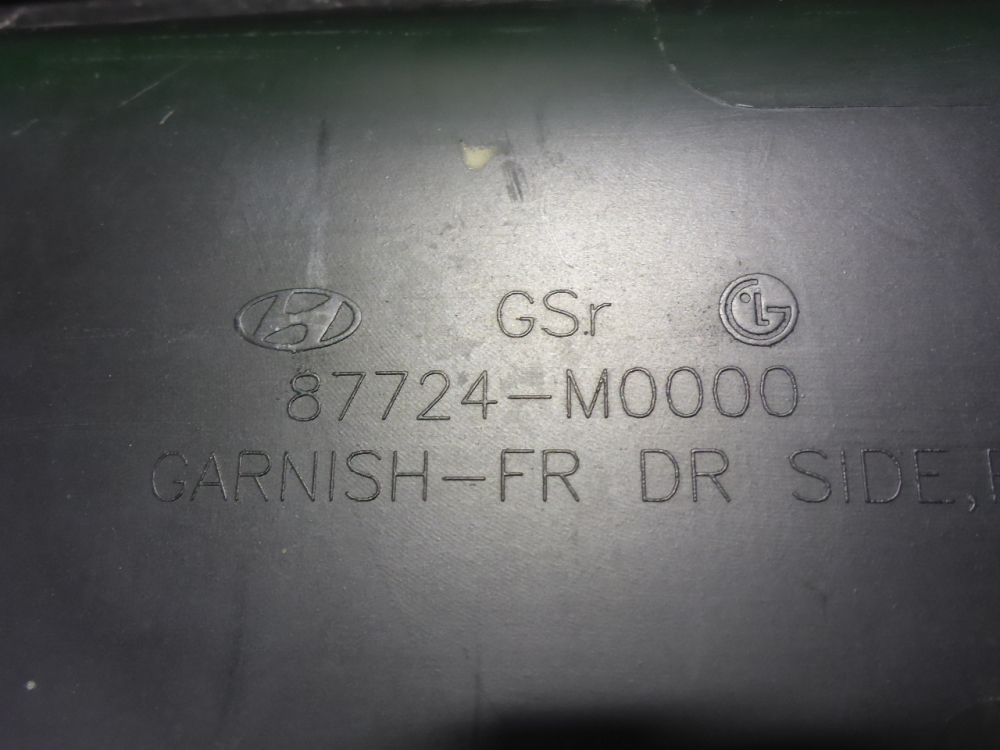 GSr
87724-M0000
GARNISH-FR DR SIDE,